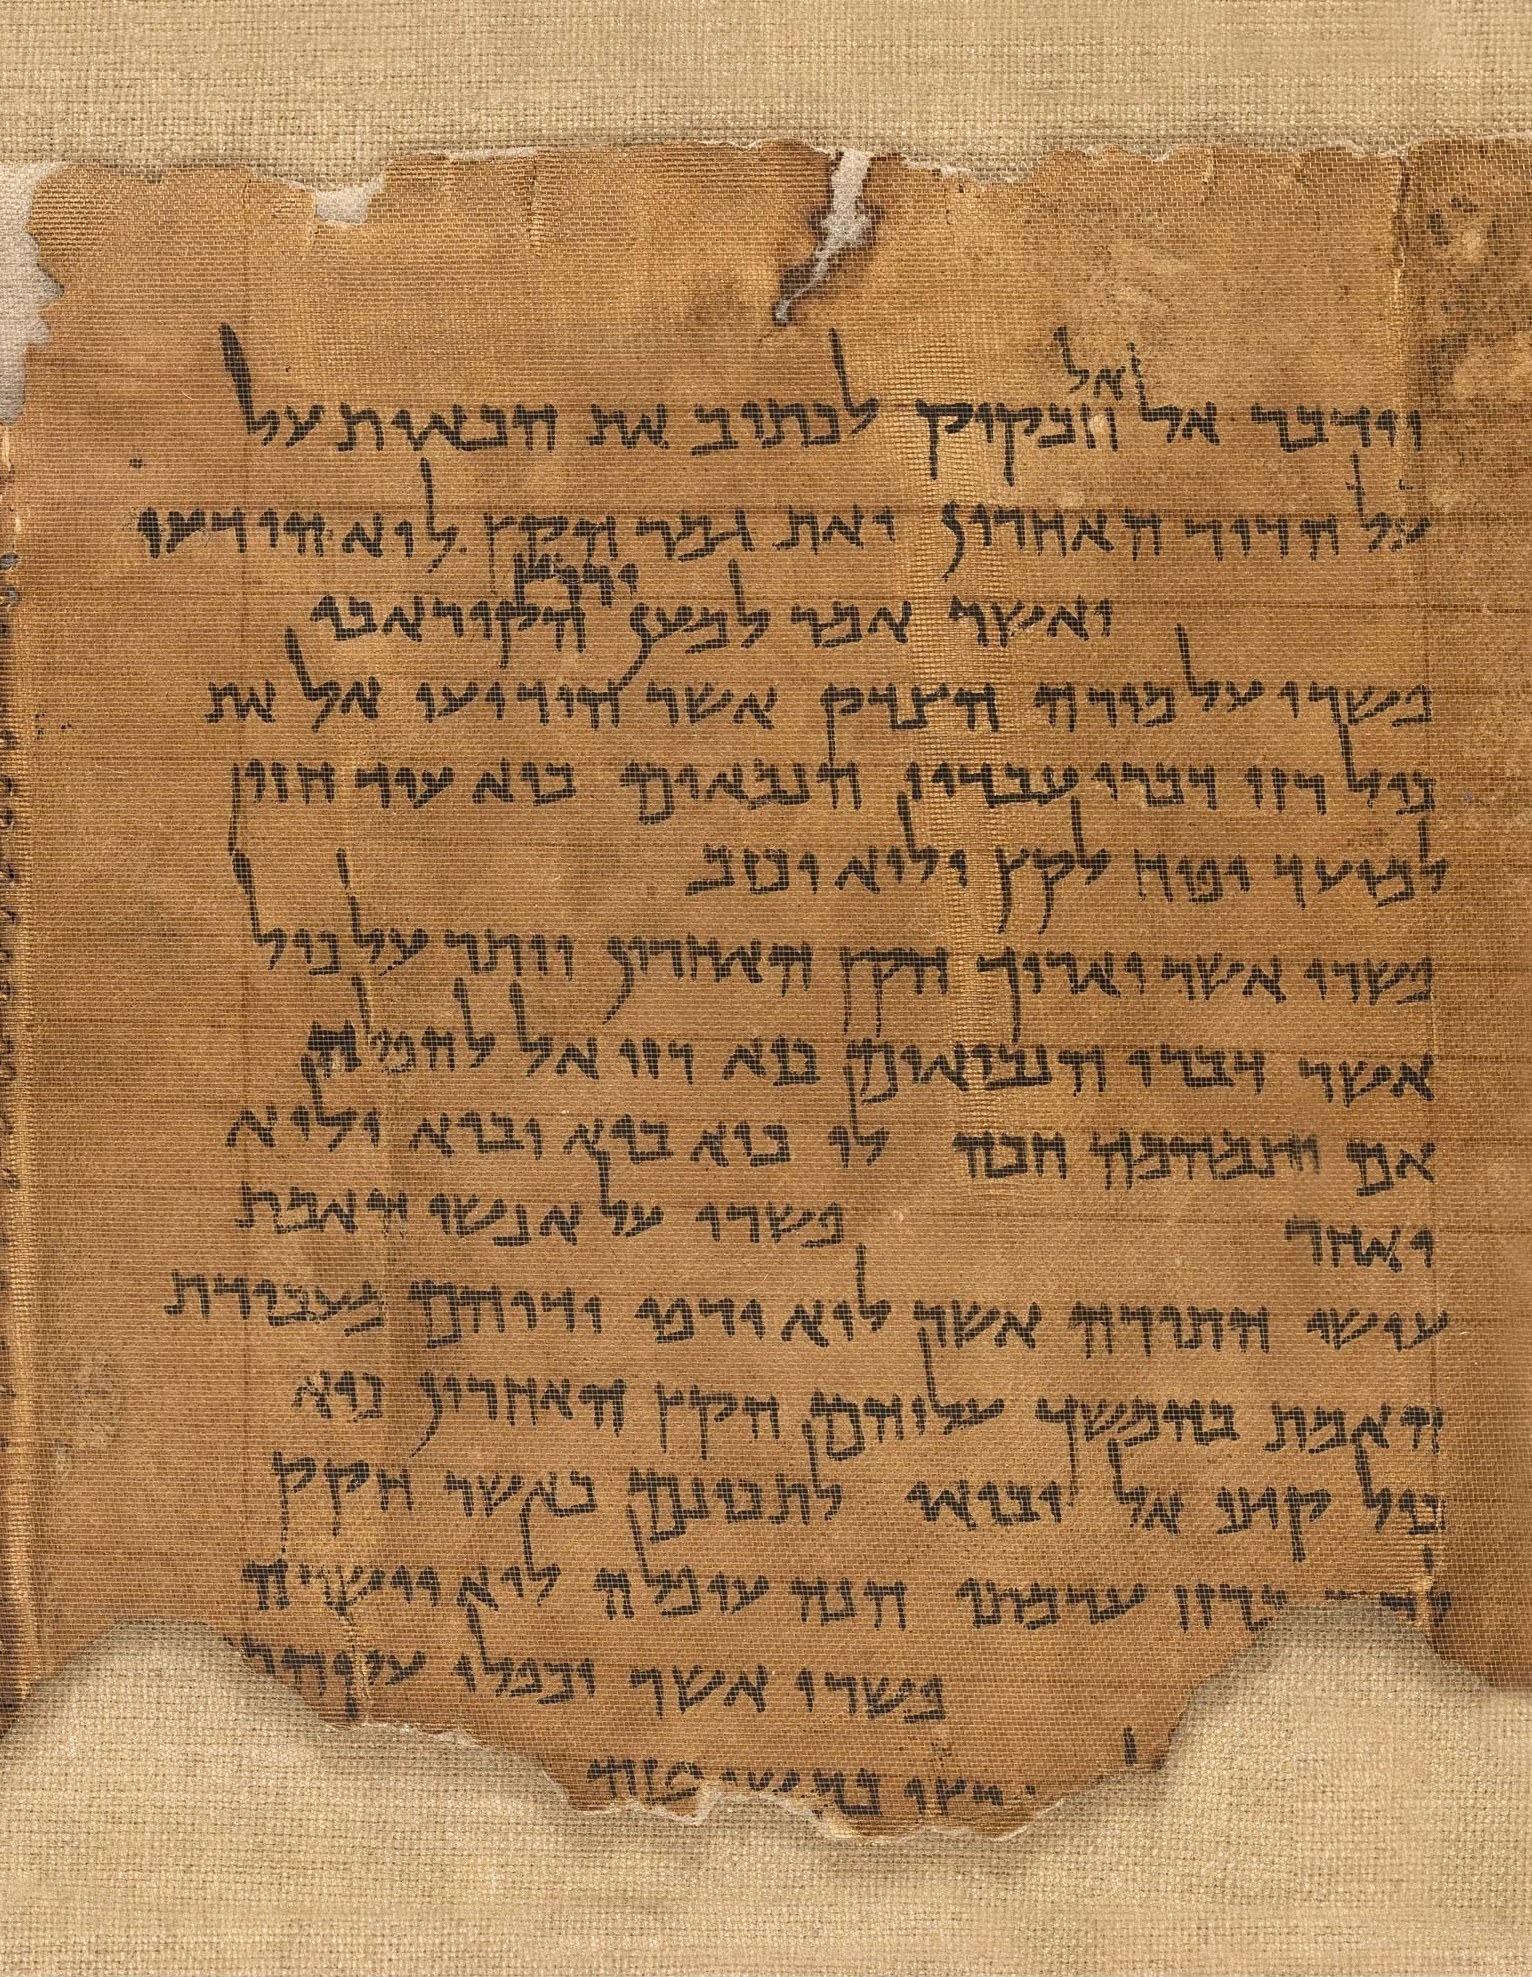 וידבר אל חבקוק לכתוב את הבאות על
ואל
על הדור האחרון ואת גמר הקץ לוא הודעו
ואשר אמר למען ירוץ הקורא בו
פשרו על מורה הצדק אשר הודיעו אל את
כול רזי דברי עבדיו הנבאים כיא עוד חזון
למועד יפיח לקץ ולוא יכזב
פשרו אשר יארוך הקץ האחרון ויתר על כול
אשר דברו הנביאים כיא רזי אל להפלה
אם יתמהמה חכה לו כיא בוא יבוא ולוא
יאחר פשרו על אנשי האמת
עושי התורה אשר לוא ירפו ידיהם מעבודת
האמת בהמשך עליהם הקץ האחרון כיא
כול קיצי אל יבואו לתכונם כאשר חקק
ברזי ערמתו הנה עופלה לוא יושרה
פשרו אשר יכפלו עליהם